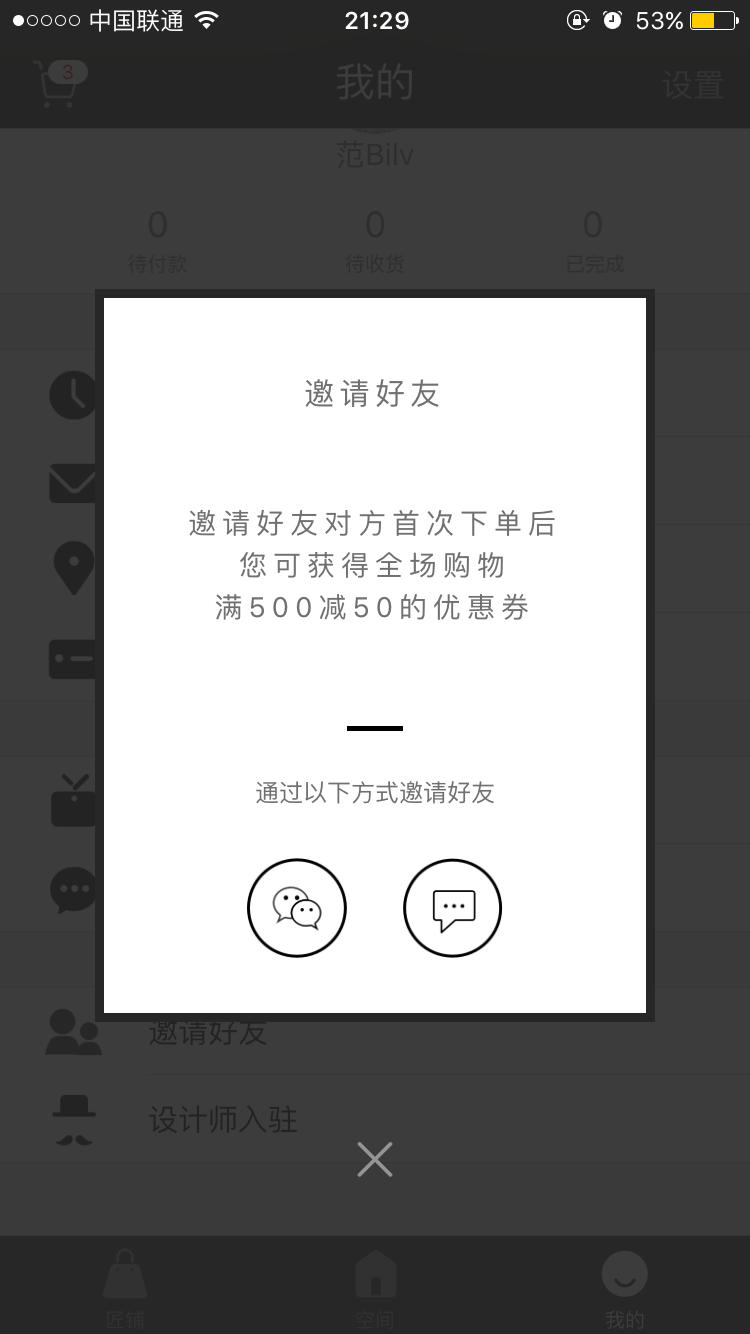 中国联通 21:29 53%
3 我的 设置
范Bilv
0 0 0
待付款 待收货 已完成
邀请好友
邀请好友对方首次下单后
您可获得全场购物
满500减50的优惠券
通过以下方式邀请好友
邀请好友
设计师入驻
匠铺 空间 我的